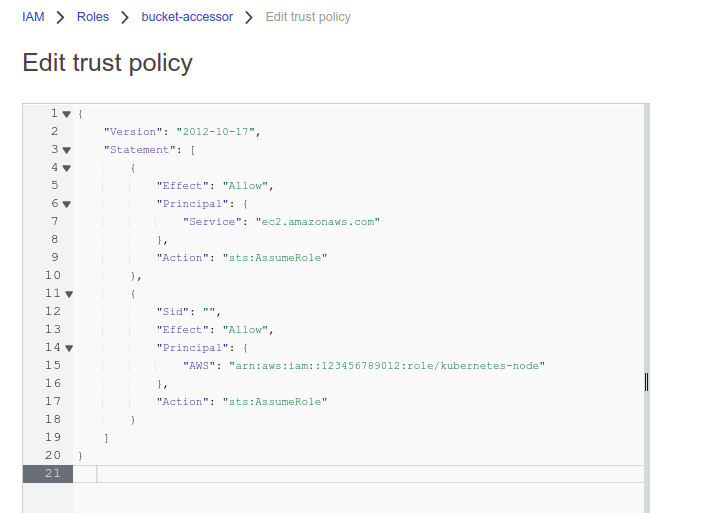 IAM > Roles > bucket-accessor > Edit trust policy
Edit trust policy
1 {
2     "Version": "2012-10-17",
3     "Statement": [
4         {
5             "Effect": "Allow",
6             "Principal": {
7                 "Service": "ec2.amazonaws.com"
8             },
9             "Action": "sts:AssumeRole"
10         },
11         {
12             "Sid": "",
13             "Effect": "Allow",
14             "Principal": {
15                 "AWS": "arn:aws:iam::123456789012:role/kubernetes-node"
16             },
17             "Action": "sts:AssumeRole"
18         }
19     ]
20 }
21